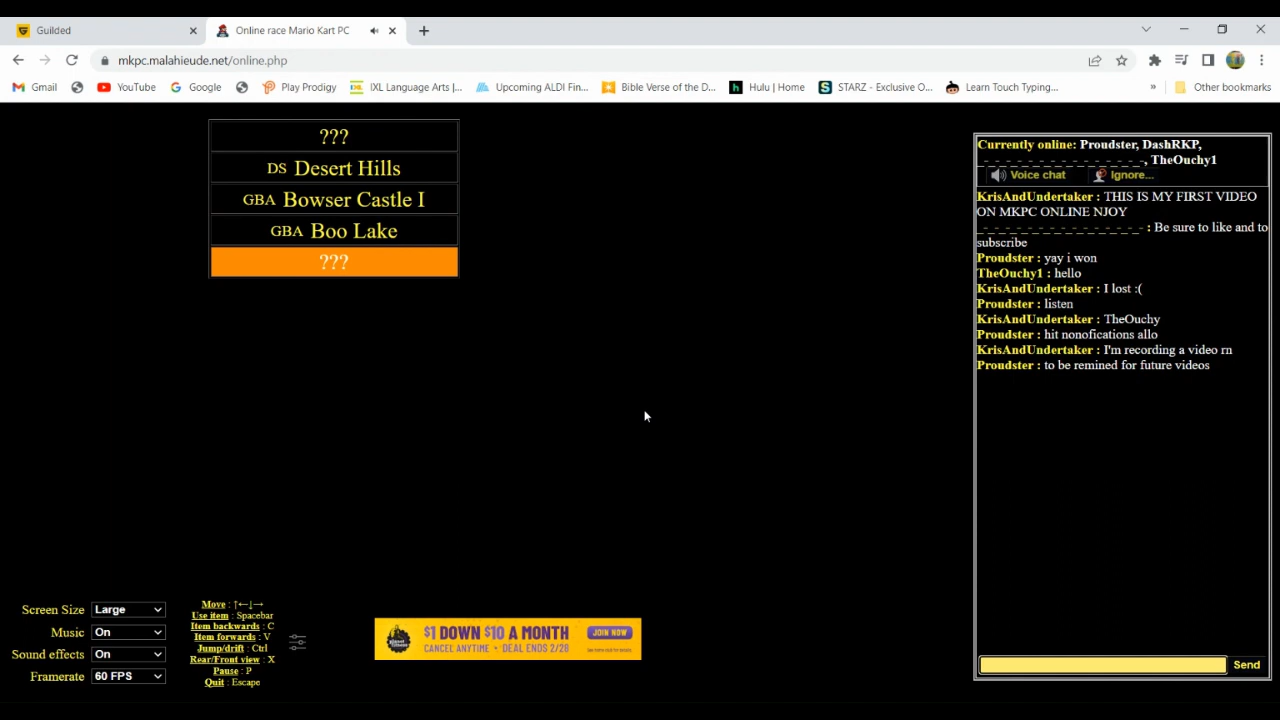 Guilded
Online race Mario Kart PC
mkpc.malahieude.net/online.php
Gmail
YouTube
Google
Play Prodigy
IXL Language Arts |...
Upcoming ALDI Fin...
Bible Verse of the D...
Hulu | Home
STARZ - Exclusive O...
Learn Touch Typing...
»
Other bookmarks
???
DS Desert Hills
GBA Bowser Castle I
GBA Boo Lake
???
Currently online: Proudster, DashRKP,
_-_-_-_-_-_-_-_-_-_-_-_-_-_-_, TheOuchy1
Voice chat
Ignore...
KrisAndUndertaker : THIS IS MY FIRST VIDEO
ON MKPC ONLINE NJOY
_-_-_-_-_-_-_-_-_-_-_-_-_-_-_ : Be sure to like and to
subscribe
Proudster : yay i won
TheOuchy1 : hello
KrisAndUndertaker : I lost :(
Proudster : listen
KrisAndUndertaker : TheOuchy
Proudster : hit nonofications allo
KrisAndUndertaker : I'm recording a video rn
Proudster : to be remined for future videos
Send
Screen Size Large
Music On
Sound effects On
Framerate 60 FPS
Move : ↑←↓→
Use item : Spacebar
Item backwards : C
Item forwards : V
Jump/drift : Ctrl
Rear/Front view : X
Pause : P
Quit : Escape
$1 DOWN $10 A MONTH
CANCEL ANYTIME • DEAL ENDS 2/28
JOIN NOW